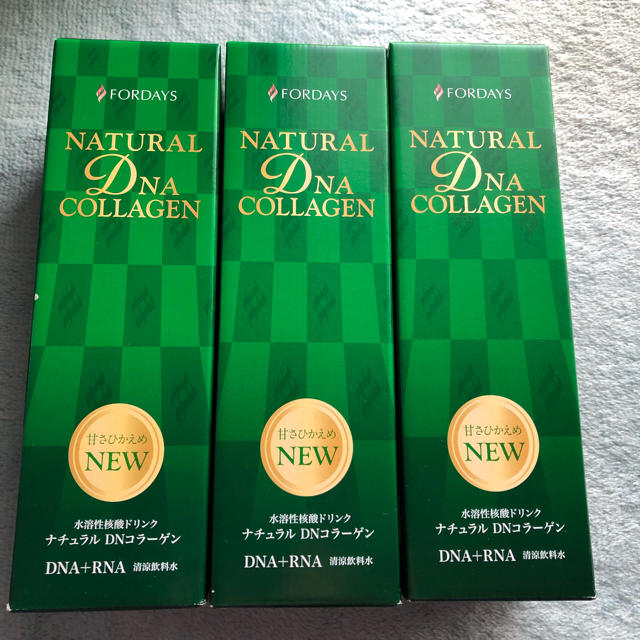 FORDAYS
NATURAL
DNA
COLLAGEN
甘さひかえめ
NEW
水溶性核酸ドリンク
ナチュラル DNコラーゲン
DNA+RNA 清涼飲料水
FORDAYS
NATURAL
DNA
COLLAGEN
甘さひかえめ
NEW
水溶性核酸ドリンク
ナチュラル DNコラーゲン
DNA+RNA 清涼飲料水
FORDAYS
NATURAL
DNA
COLLAGEN
甘さひかえめ
NEW
水溶性核酸ドリンク
ナチュラル DNコラーゲン
DNA+RNA 清涼飲料水